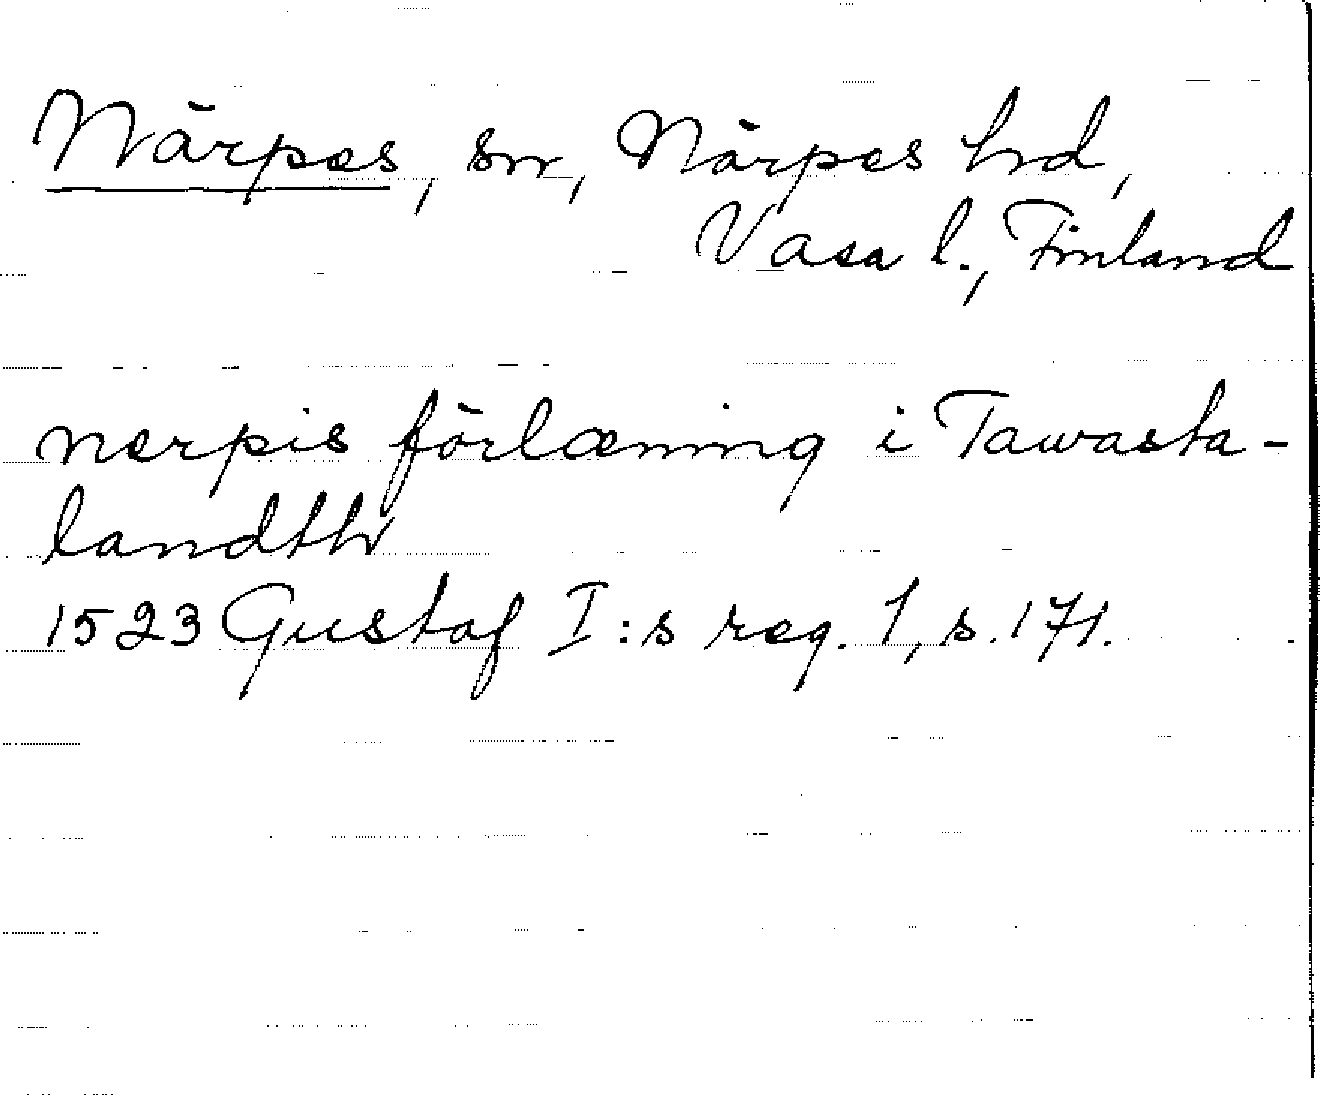 Närpes, sn, Närpes hd,
Vasa l., Finland
nerpis förlæning i Tawasta-
landth
1523 Gustaf I:s reg. 1, s. 171.